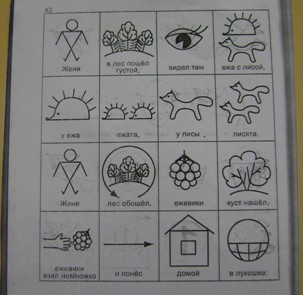 43
Женя
в лес пошёл
густой,
видел там
ежа с лисой,
у ежа
ежата,
у лисы
лисята.
Женя
лес обошёл,
ежевики
куст нашёл,
ежевики
взял немножко
и понёс
домой
в лукошке.